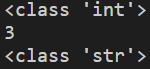 <class 'int'>
3
<class 'str'>